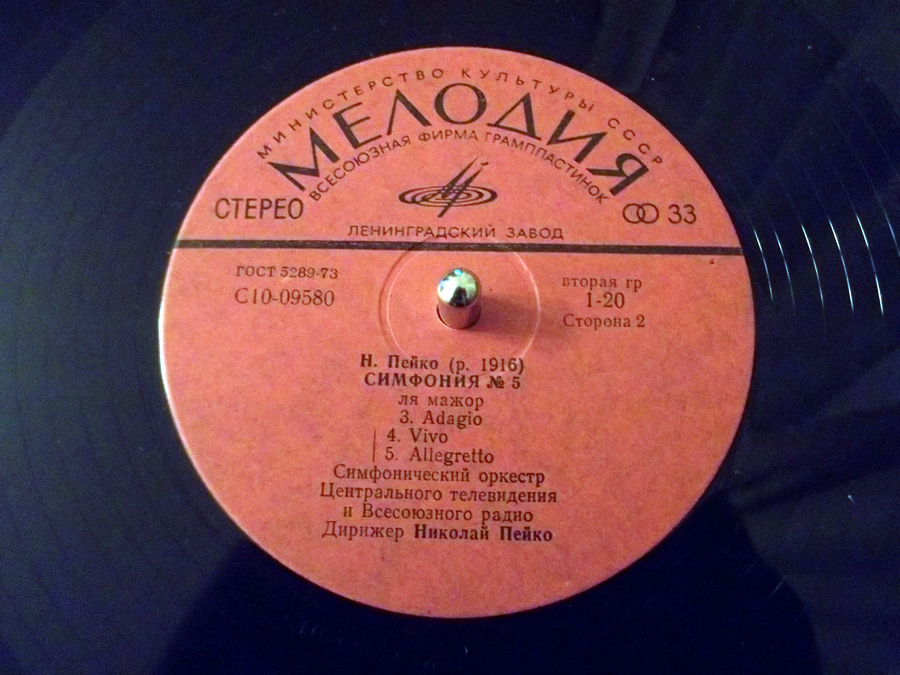 МИНИСТЕРСТВО КУЛЬТУРЫ СССР
МЕЛОДИЯ
ВСЕСОЮЗНАЯ ФИРМА ГРАМПЛАСТИНОК
СТЕРЕО
33
ЛЕНИНГРАДСКИЙ ЗАВОД
ГОСТ 5289-73
С10-09580
вторая гр
1-20
Сторона 2
Н. Пейко (р. 1916)
СИМФОНИЯ № 5
ля мажор
3. Adagio
4. Vivo
5. Allegretto
Симфонический оркестр
Центрального телевидения
и Всесоюзного радио
Дирижер Николай Пейко